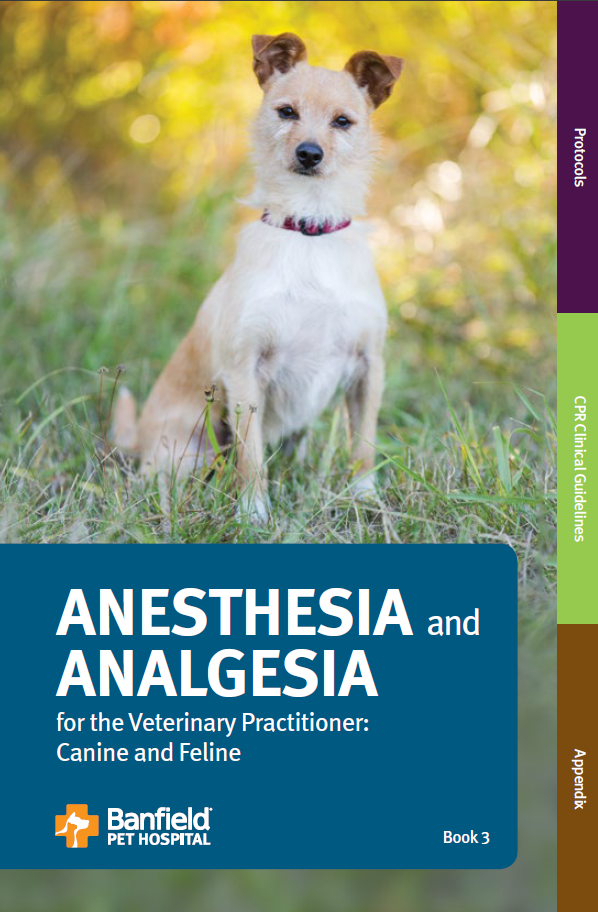 ANESTHESIA and
ANALGESIA
for the Veterinary Practitioner:
Canine and Feline
Banfield®
PET HOSPITAL
Book 3
Protocols
CPR Clinical Guidelines
Appendix